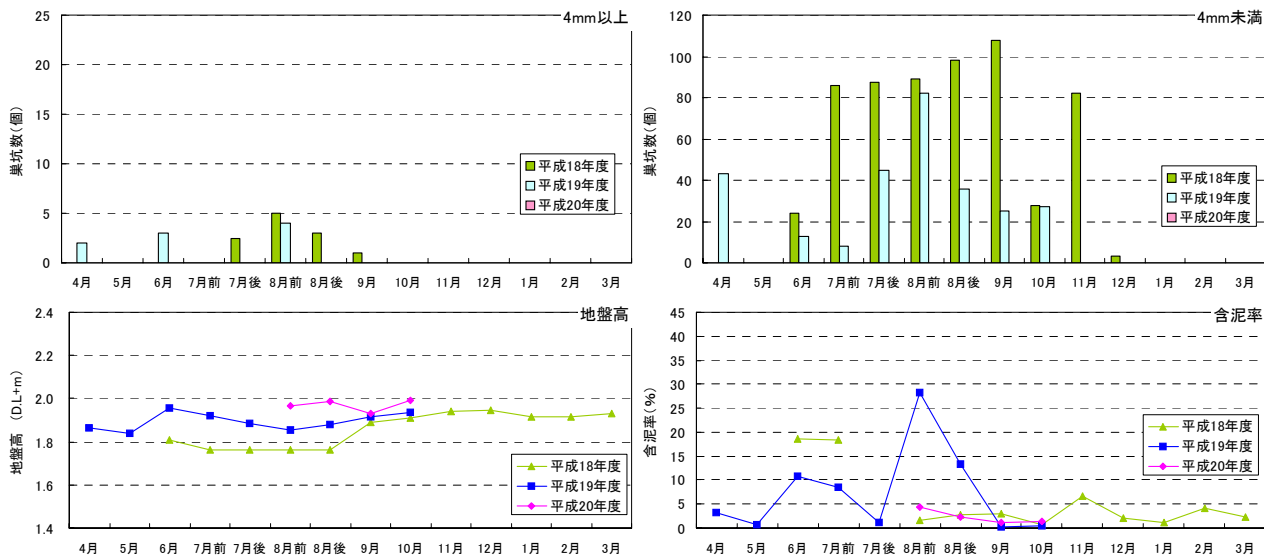 4mm以上
巣坑数(個)
25
20
15
10
5
0
平成18年度
平成19年度
平成20年度
4月 5月 6月 7月前 7月後 8月前 8月後 9月 10月 11月 12月 1月 2月 3月
4mm未満
巣坑数(個)
120
100
80
60
40
20
0
平成18年度
平成19年度
平成20年度
4月 5月 6月 7月前 7月後 8月前 8月後 9月 10月 11月 12月 1月 2月 3月
地盤高
地盤高 (D.L+m)
2.4
2.2
2.0
1.8
1.6
1.4
平成18年度
平成19年度
平成20年度
4月 5月 6月 7月前 7月後 8月前 8月後 9月 10月 11月 12月 1月 2月 3月
含泥率
含泥率(%)
45
40
35
30
25
20
15
10
5
0
平成18年度
平成19年度
平成20年度
4月 5月 6月 7月前 7月後 8月前 8月後 9月 10月 11月 12月 1月 2月 3月